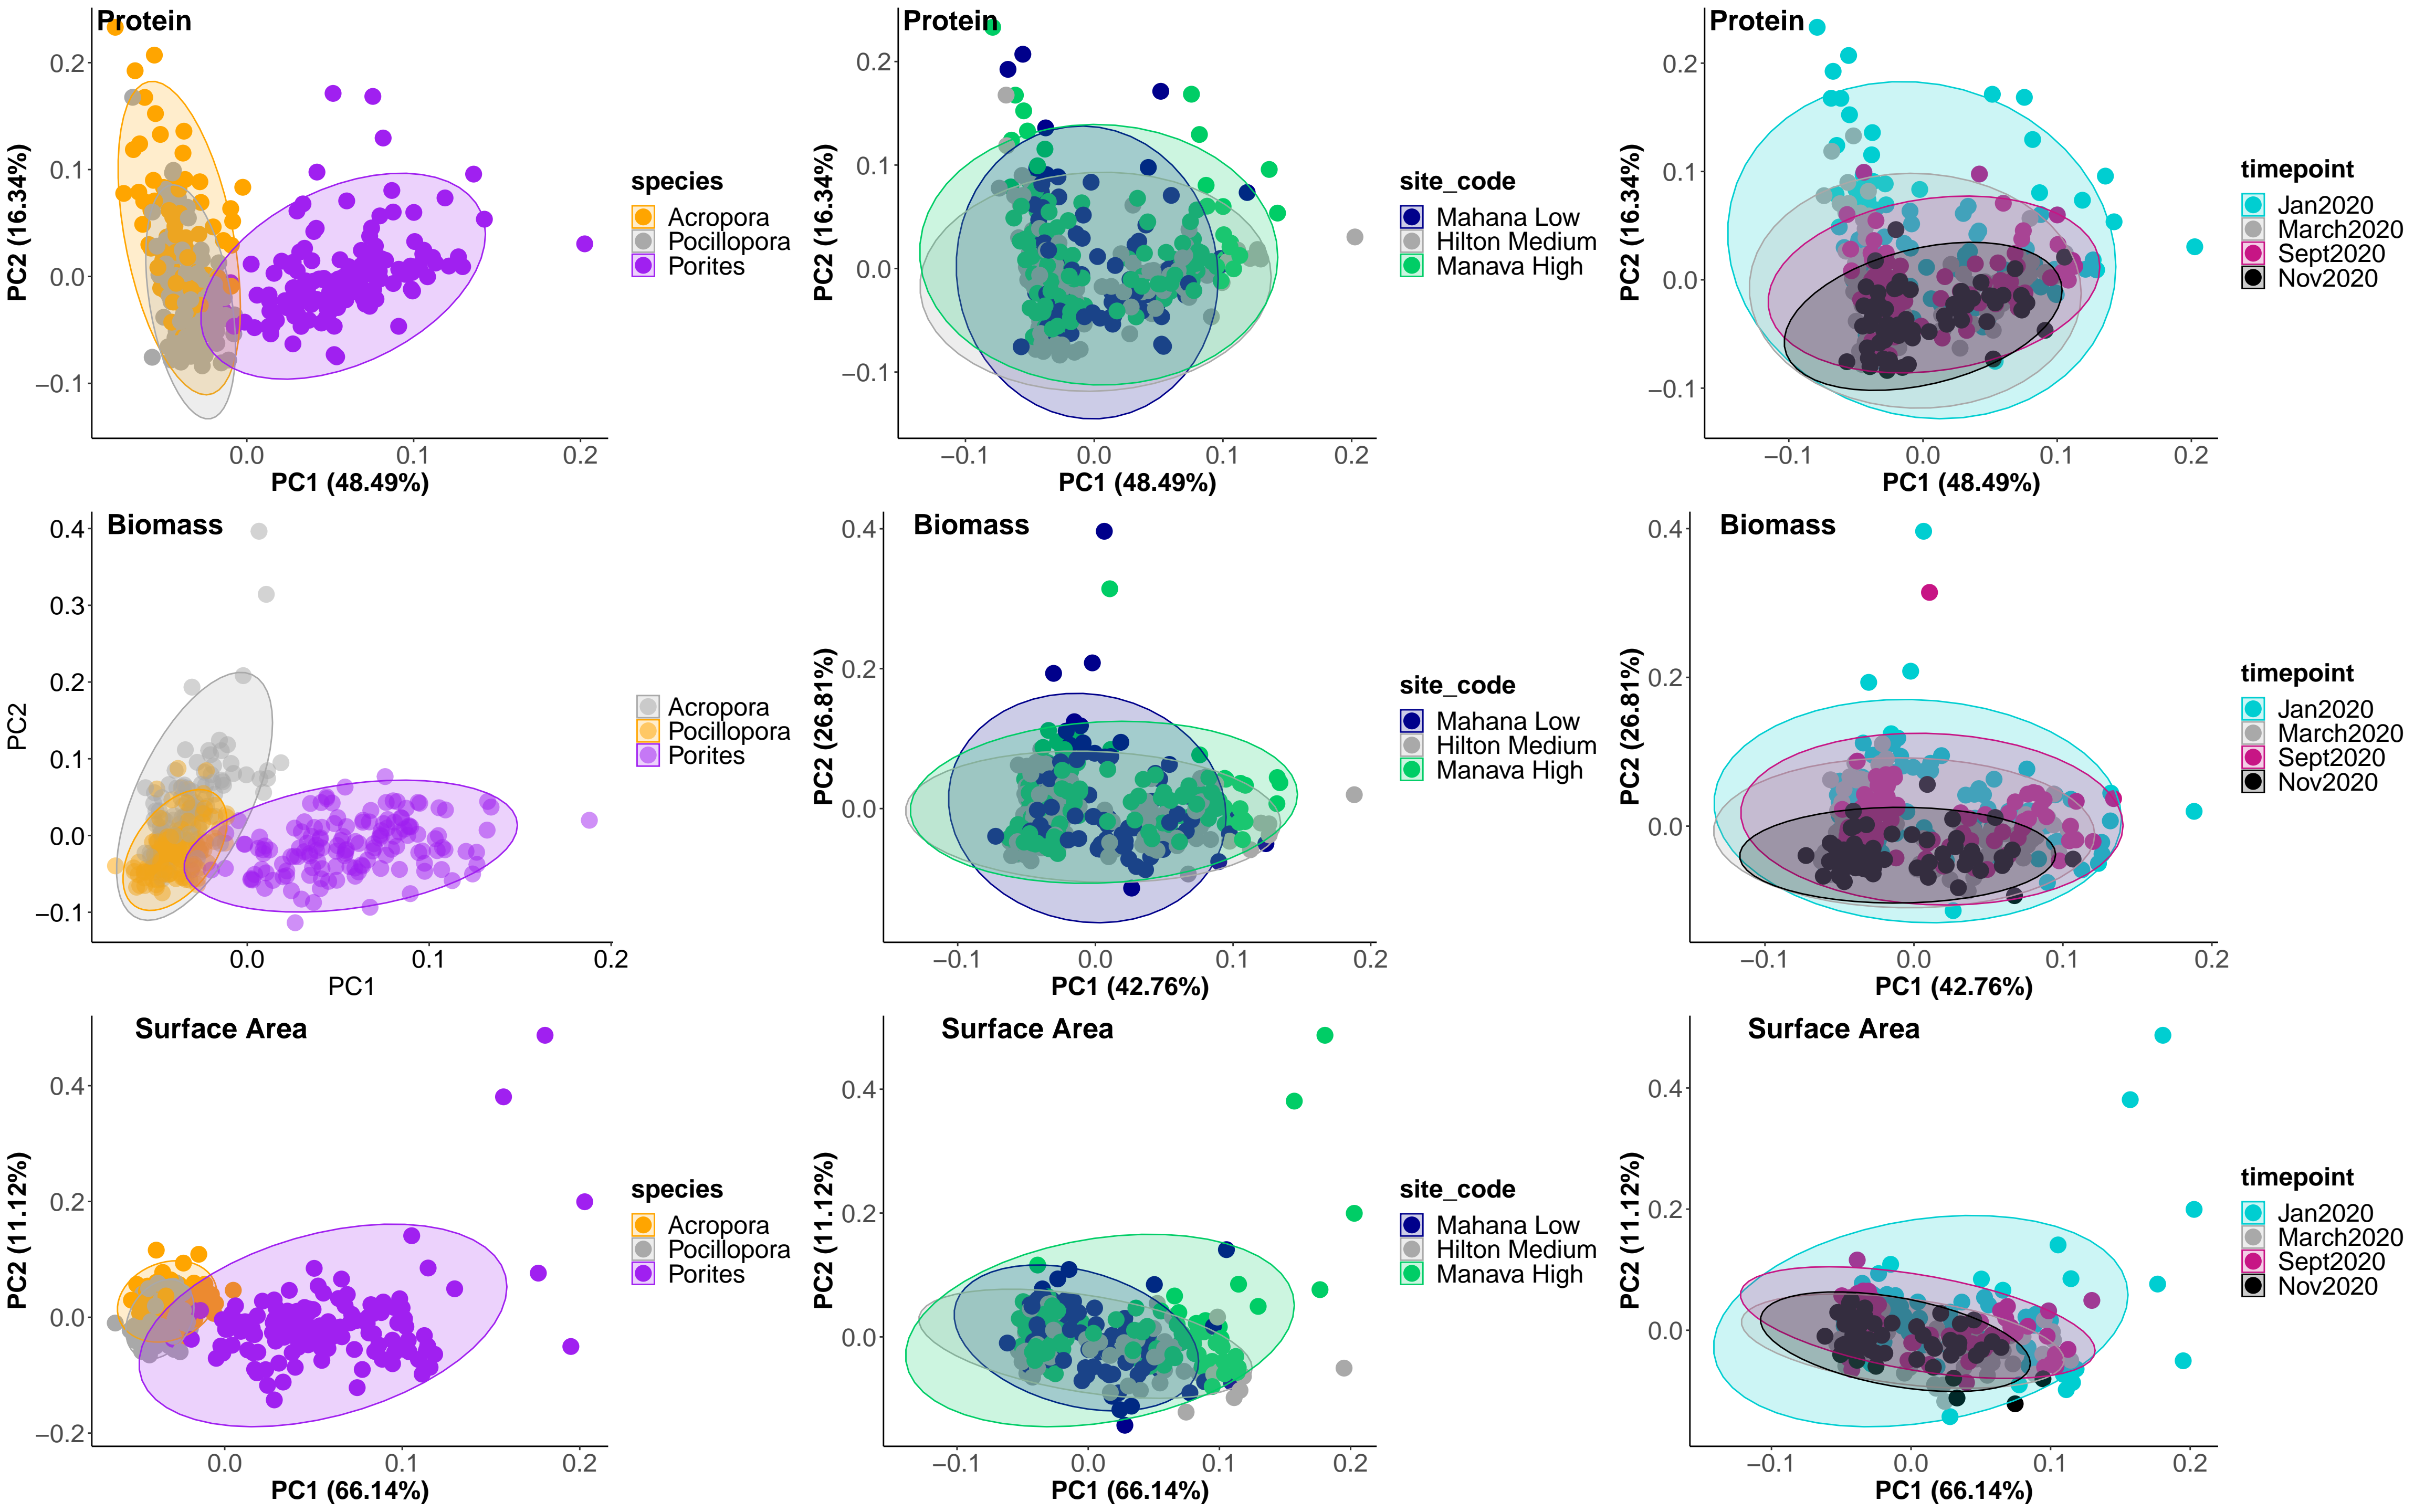 Protein
PC2 (16.34%)
0.2
0.1
0.0
−0.1
0.0
0.1
0.2
PC1 (48.49%)
species
Acropora
Pocillopora
Porites
Protein
PC2 (16.34%)
0.2
0.1
0.0
−0.1
−0.1
0.0
0.1
0.2
PC1 (48.49%)
site_code
Mahana Low
Hilton Medium
Manava High
Protein
PC2 (16.34%)
0.2
0.1
0.0
−0.1
−0.1
0.0
0.1
0.2
PC1 (48.49%)
timepoint
Jan2020
March2020
Sept2020
Nov2020
Biomass
PC2
0.4
0.3
0.2
0.1
0.0
−0.1
0.0
0.1
0.2
PC1
Acropora
Pocillopora
Porites
Biomass
PC2 (26.81%)
0.4
0.2
0.0
−0.1
0.0
0.1
0.2
PC1 (42.76%)
site_code
Mahana Low
Hilton Medium
Manava High
Biomass
PC2 (26.81%)
0.4
0.2
0.0
−0.1
0.0
0.1
0.2
PC1 (42.76%)
timepoint
Jan2020
March2020
Sept2020
Nov2020
Surface Area
PC2 (11.12%)
0.4
0.2
0.0
−0.2
0.0
0.1
0.2
PC1 (66.14%)
species
Acropora
Pocillopora
Porites
Surface Area
PC2 (11.12%)
0.4
0.2
0.0
−0.1
0.0
0.1
0.2
PC1 (66.14%)
site_code
Mahana Low
Hilton Medium
Manava High
Surface Area
PC2 (11.12%)
0.4
0.2
0.0
−0.1
0.0
0.1
0.2
PC1 (66.14%)
timepoint
Jan2020
March2020
Sept2020
Nov2020